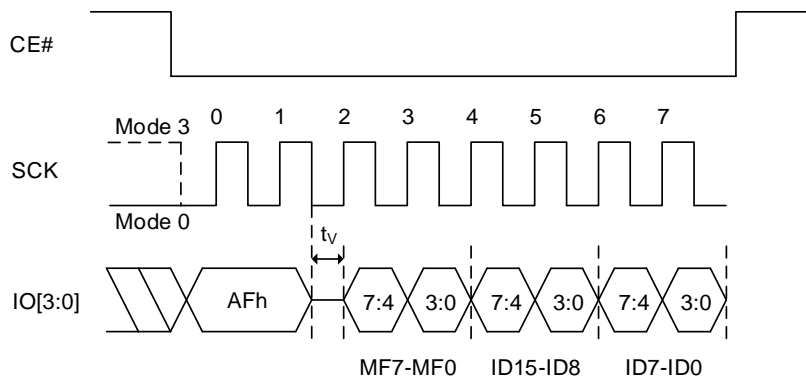 CE#
0 1 2 3 4 5 6 7
Mode 3
SCK
Mode 0
tV
IO[3:0] AFh 7:4 3:0 7:4 3:0 7:4 3:0
MF7-MF0 ID15-ID8 ID7-ID0